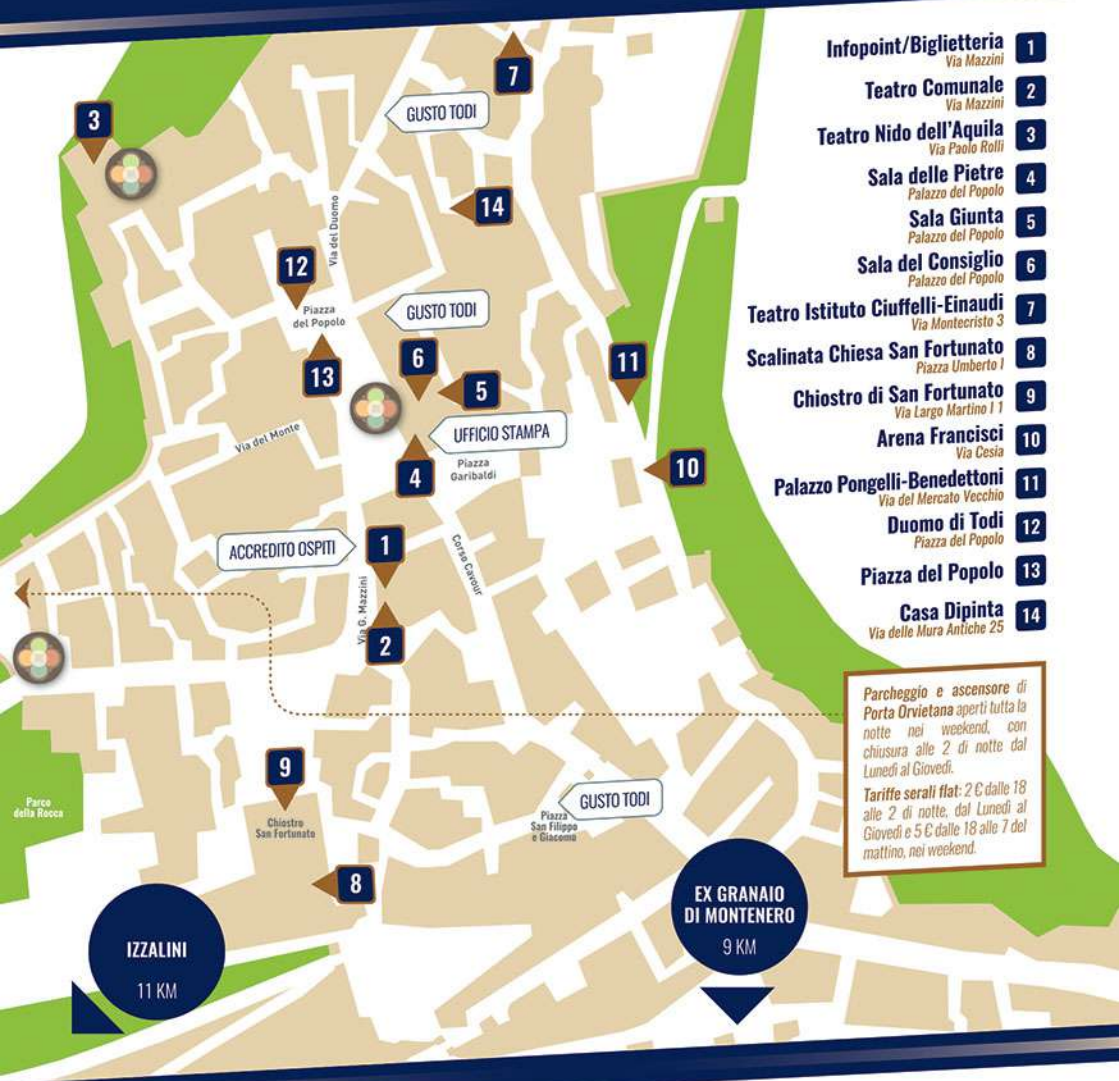 Infopoint/Biglietteria 1
Via Mazzini
Teatro Comunale 2
Via Mazzini
Teatro Nido dell'Aquila 3
Via Paolo Rolli
Sala delle Pietre 4
Palazzo del Popolo
Sala Giunta 5
Palazzo del Popolo
Sala del Consiglio 6
Palazzo del Popolo
Teatro Istituto Ciuffelli-Einaudi 7
Via Montecristo 3
Scalinata Chiesa San Fortunato 8
Piazza Umberto I
Chiostro di San Fortunato 9
Via Largo Martino I 1
Arena Francisci 10
Via Cesia
Palazzo Pongelli-Benedettoni 11
Via del Mercato Vecchio
Duomo di Todi 12
Piazza del Popolo
Piazza del Popolo 13
Casa Dipinta 14
Via delle Mura Antiche 25
7
GUSTO TODI
3
14
Via del Duomo
12
Piazza
del Popolo
GUSTO TODI
6
11
13
5
UFFICIO STAMPA
Via del Monte
4
Piazza
Garibaldi
10
ACCREDITO OSPITI
1
Corso Cavour
Via G. Mazzini
2
9
Chiostro
San Fortunato
Parco
della Rocca
GUSTO TODI
Piazza
San Filippo
e Giacomo
8
IZZALINI
11 KM
EX GRANAIO
DI MONTENERO
9 KM
Parcheggio e ascensore di
Porta Orvietana aperti tutta la
notte nei weekend, con
chiusura alle 2 di notte dal
Lunedì al Giovedì.
Tariffe serali flat: 2 € dalle 18
alle 2 di notte, dal Lunedì al
Giovedì e 5 € dalle 18 alle 7 del
mattino, nei weekend.